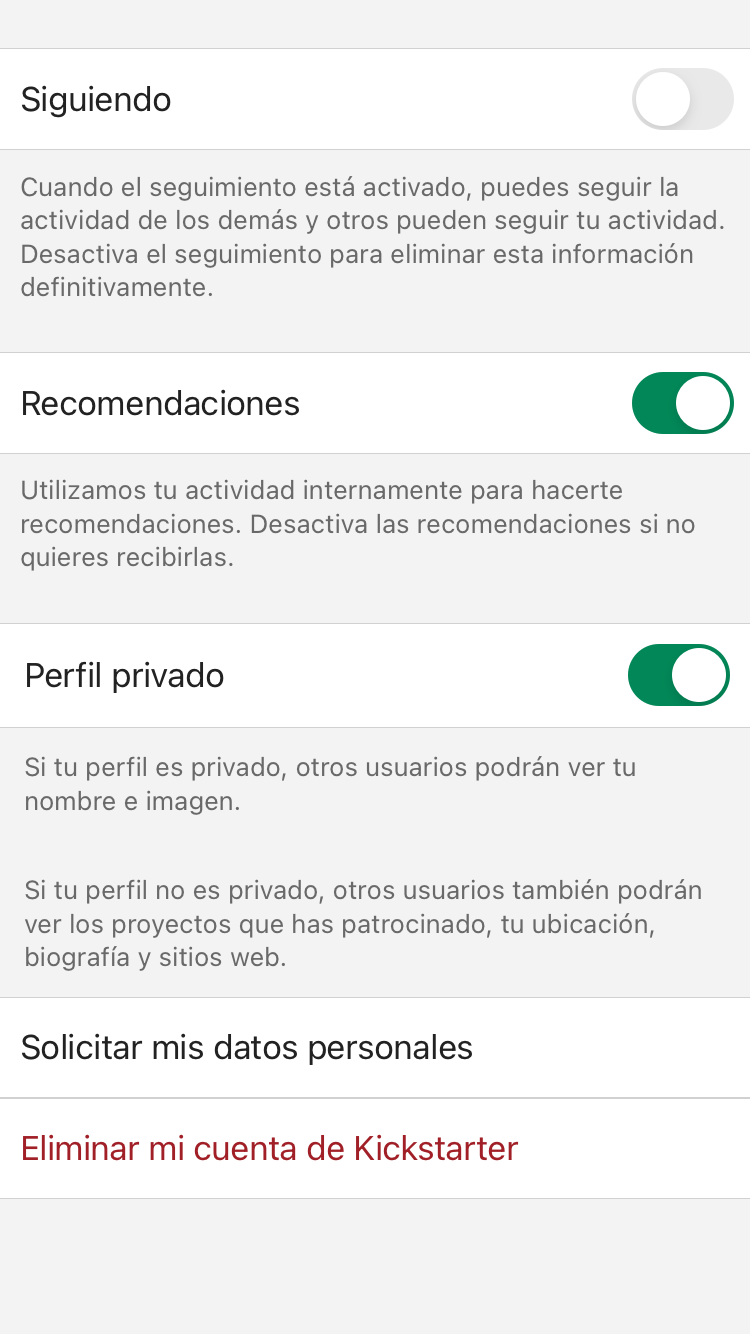 Siguiendo
Cuando el seguimiento está activado, puedes seguir la
actividad de los demás y otros pueden seguir tu actividad.
Desactiva el seguimiento para eliminar esta información
definitivamente.
Recomendaciones
Utilizamos tu actividad internamente para hacerte
recomendaciones. Desactiva las recomendaciones si no
quieres recibirlas.
Perfil privado
Si tu perfil es privado, otros usuarios podrán ver tu
nombre e imagen.
Si tu perfil no es privado, otros usuarios también podrán
ver los proyectos que has patrocinado, tu ubicación,
biografía y sitios web.
Solicitar mis datos personales
Eliminar mi cuenta de Kickstarter